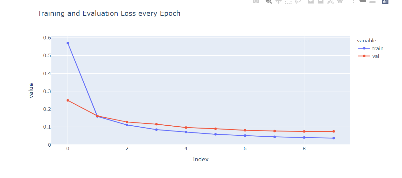 Training and Evaluation Loss every Epoch
variable
train
val
value
0.6
0.5
0.4
0.3
0.2
0.1
0
0
2
4
6
8
index